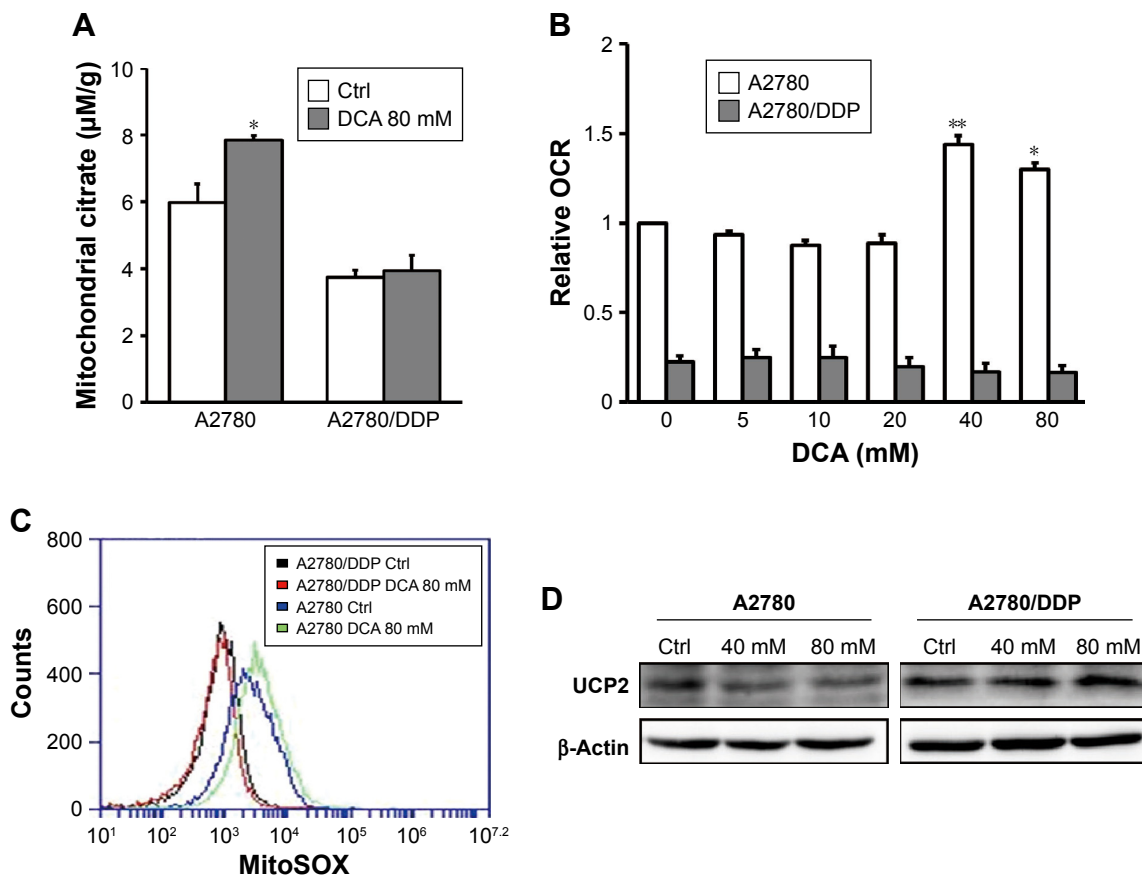 A
Mitochondrial citrate (µM/g)
10
8
6
4
2
0
Ctrl
DCA 80 mM
*
A2780
A2780/DDP
B
Relative OCR
2
1.5
1
0.5
0
A2780
A2780/DDP
**
*
0 5 10 20 40 80
DCA (mM)
C
Counts
800
600
400
200
0
A2780/DDP Ctrl
A2780/DDP DCA 80 mM
A2780 Ctrl
A2780 DCA 80 mM
10¹ 10² 10³ 10⁴ 10⁵ 10⁶ 10⁷·²
MitoSOX
D
A2780 A2780/DDP
Ctrl 40 mM 80 mM Ctrl 40 mM 80 mM
UCP2
β-Actin